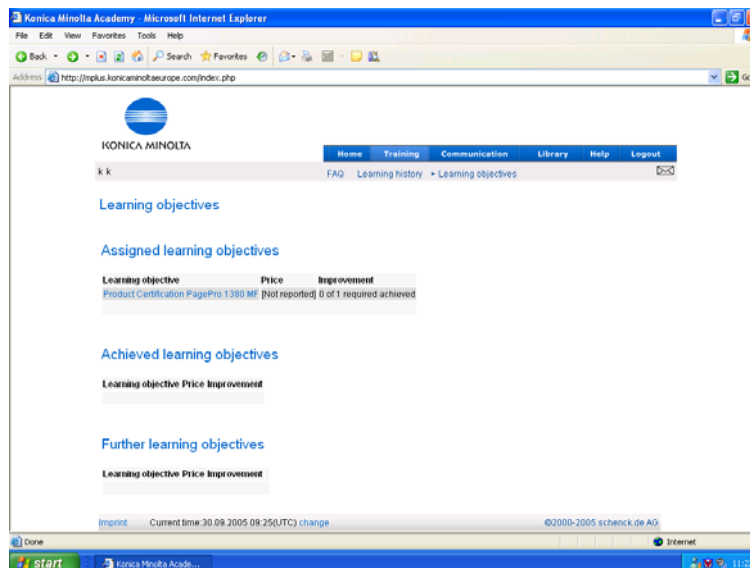 Konica Minolta Academy - Microsoft Internet Explorer
File Edit View Favorites Tools Help
Back Search Favorites
Address http://mplus.konicaminoltaeurope.com/index.php
KONICA MINOLTA
Home Training Communication Library Help Logout
k k
FAQ Learning history Learning objectives
Learning objectives
Assigned learning objectives
Learning objective Price Improvement
Product Certification PagePro 1380 MF [Not reported] 0 of 1 required achieved
Achieved learning objectives
Learning objective Price Improvement
Further learning objectives
Learning objective Price Improvement
Imprint Current time:30.09.2005 09:25(UTC) change ©2000-2005 schenck.de AG
Done Internet
start Konica Minolta Acade...